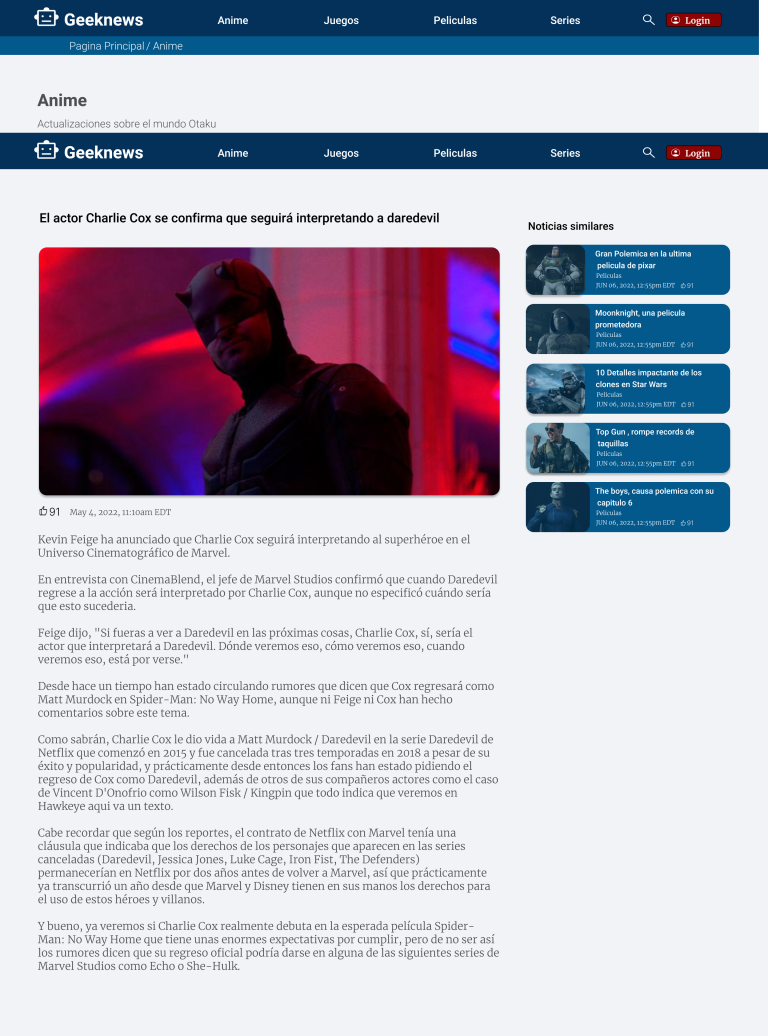 Geeknews
Anime
Juegos
Peliculas
Series
Login
Pagina Principal / Anime
Anime
Actualizaciones sobre el mundo Otaku
Geeknews
Anime
Juegos
Peliculas
Series
Login
El actor Charlie Cox se confirma que seguirá interpretando a daredevil
91 May 4, 2022, 11:10am EDT
Kevin Feige ha anunciado que Charlie Cox seguirá interpretando al superhéroe en el
Universo Cinematográfico de Marvel.
En entrevista con CinemaBlend, el jefe de Marvel Studios confirmó que cuando Daredevil
regrese a la acción será interpretado por Charlie Cox, aunque no especificó cuándo sería
que esto sucederia.
Feige dijo, "Si fueras a ver a Daredevil en las próximas cosas, Charlie Cox, sí, sería el
actor que interpretará a Daredevil. Dónde veremos eso, cómo veremos eso, cuando
veremos eso, está por verse."
Desde hace un tiempo han estado circulando rumores que dicen que Cox regresará como
Matt Murdock en Spider-Man: No Way Home, aunque ni Feige ni Cox han hecho
comentarios sobre este tema.
Como sabrán, Charlie Cox le dio vida a Matt Murdock / Daredevil en la serie Daredevil de
Netflix que comenzó en 2015 y fue cancelada tras tres temporadas en 2018 a pesar de su
éxito y popularidad, y prácticamente desde entonces los fans han estado pidiendo el
regreso de Cox como Daredevil, además de otros de sus compañeros actores como el caso
de Vincent D'Onofrio como Wilson Fisk / Kingpin que todo indica que veremos en
Hawkeye aqui va un texto.
Cabe recordar que según los reportes, el contrato de Netflix con Marvel tenía una
cláusula que indicaba que los derechos de los personajes que aparecen en las series
canceladas (Daredevil, Jessica Jones, Luke Cage, Iron Fist, The Defenders)
permanecerían en Netflix por dos años antes de volver a Marvel, así que prácticamente
ya transcurrió un año desde que Marvel y Disney tienen en sus manos los derechos para
el uso de estos héroes y villanos.
Y bueno, ya veremos si Charlie Cox realmente debuta en la esperada película Spider-
Man: No Way Home que tiene unas enormes expectativas por cumplir, pero de no ser así
los rumores dicen que su regreso oficial podría darse en alguna de las siguientes series de
Marvel Studios como Echo o She-Hulk.
Noticias similares
Gran Polemica en la ultima
pelicula de pixar
Peliculas
JUN 06, 2022, 12:55pm EDT 91
Moonknight, una pelicula
prometedora
Peliculas
JUN 06, 2022, 12:55pm EDT 91
10 Detalles impactante de los
clones en Star Wars
Peliculas
JUN 06, 2022, 12:55pm EDT 91
Top Gun , rompe records de
taquillas
Peliculas
JUN 06, 2022, 12:55pm EDT 91
The boys, causa polemica con su
capitulo 6
Peliculas
JUN 06, 2022, 12:55pm EDT 91